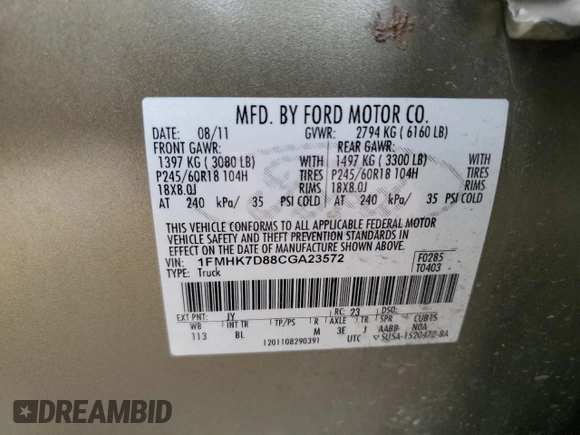 MFD. BY FORD MOTOR CO.
DATE: 08/11 GVWR: 2794 KG ( 6160 LB)
FRONT GAWR: REAR GAWR:
1397 KG ( 3080 LB) WITH 1497 KG ( 3300 LB) WITH
P245/60R18 104H TIRES P245/60R18 104H TIRES
18X8.0J RIMS 18X8.0J RIMS
AT 240 kPa/ 35 PSI COLD AT 240 kPa/ 35 PSI COLD
THIS VEHICLE CONFORMS TO ALL APPLICABLE FEDERAL MOTOR
VEHICLE SAFETY AND THEFT PREVENTION STANDARDS IN
EFFECT ON THE DATE OF MANUFACTURE SHOWN ABOVE.
VIN: 1FMHK7D88CGA23572 F0285
TYPE: Truck T0403
EXT PNT: JY RC: 23 DSO:
WB INT TR TP/PS R AXLE TR SPR CUBIS
113 BL M 3E J AABB N0A
1201108290391 UTC ▽5USA-1520472-BA
DREAMBID